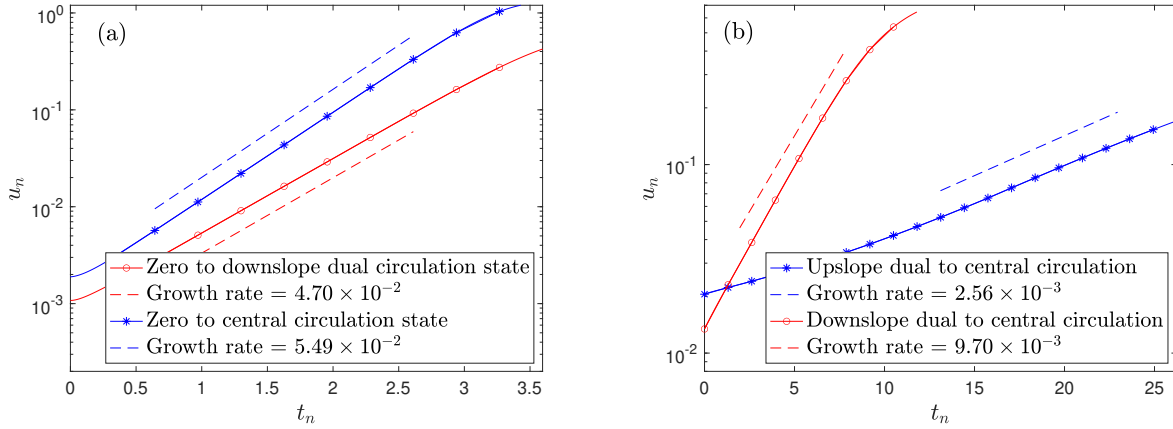 (a)
10^0
10^{-1}
10^{-2}
10^{-3}
u_n
0
0.5
1
1.5
2
2.5
3
3.5
t_n
Zero to downslope dual circulation state
Growth rate = 4.70 × 10^{-2}
Zero to central circulation state
Growth rate = 5.49 × 10^{-2}
(b)
10^{-1}
10^{-2}
u_n
0
5
10
15
20
25
t_n
Upslope dual to central circulation
Growth rate = 2.56 × 10^{-3}
Downslope dual to central circulation
Growth rate = 9.70 × 10^{-3}